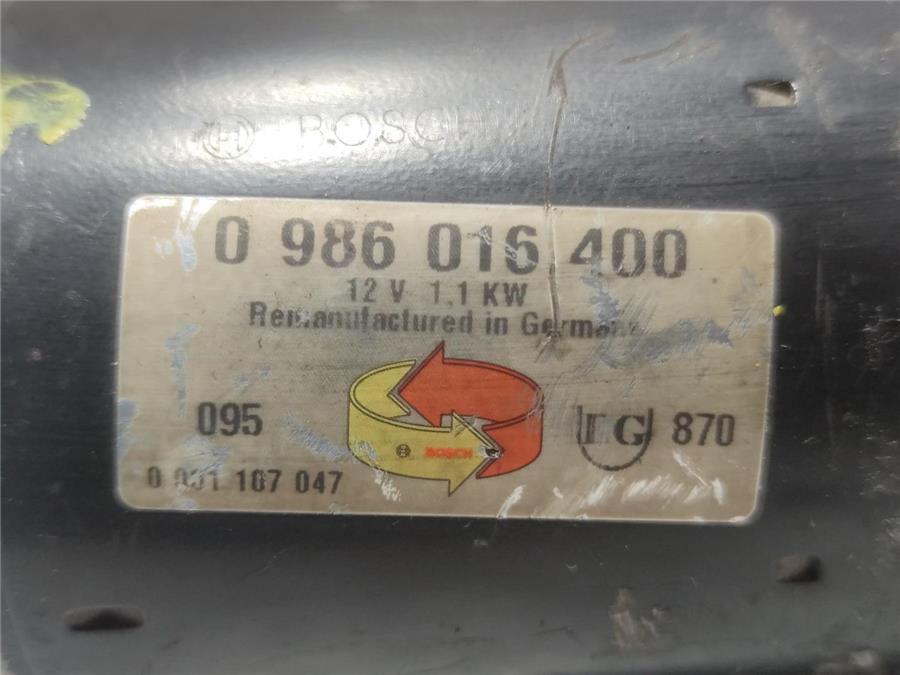 BOSCH
0 986 016 400
12 V 1,1 KW
Remanufactured in Germany
095
BOSCH
EG 870
0 001 107 047